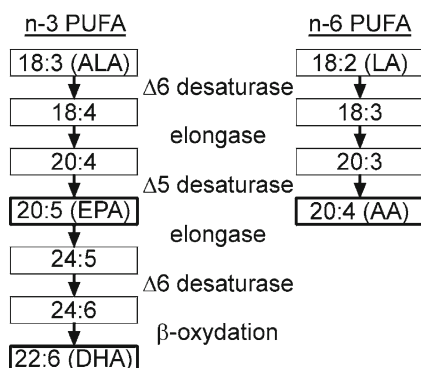 n-3 PUFA n-6 PUFA
18:3 (ALA) 18:2 (LA)
Δ6 desaturase
18:4 18:3
elongase
20:4 20:3
Δ5 desaturase
20:5 (EPA) 20:4 (AA)
elongase
24:5
Δ6 desaturase
24:6
β-oxydation
22:6 (DHA)